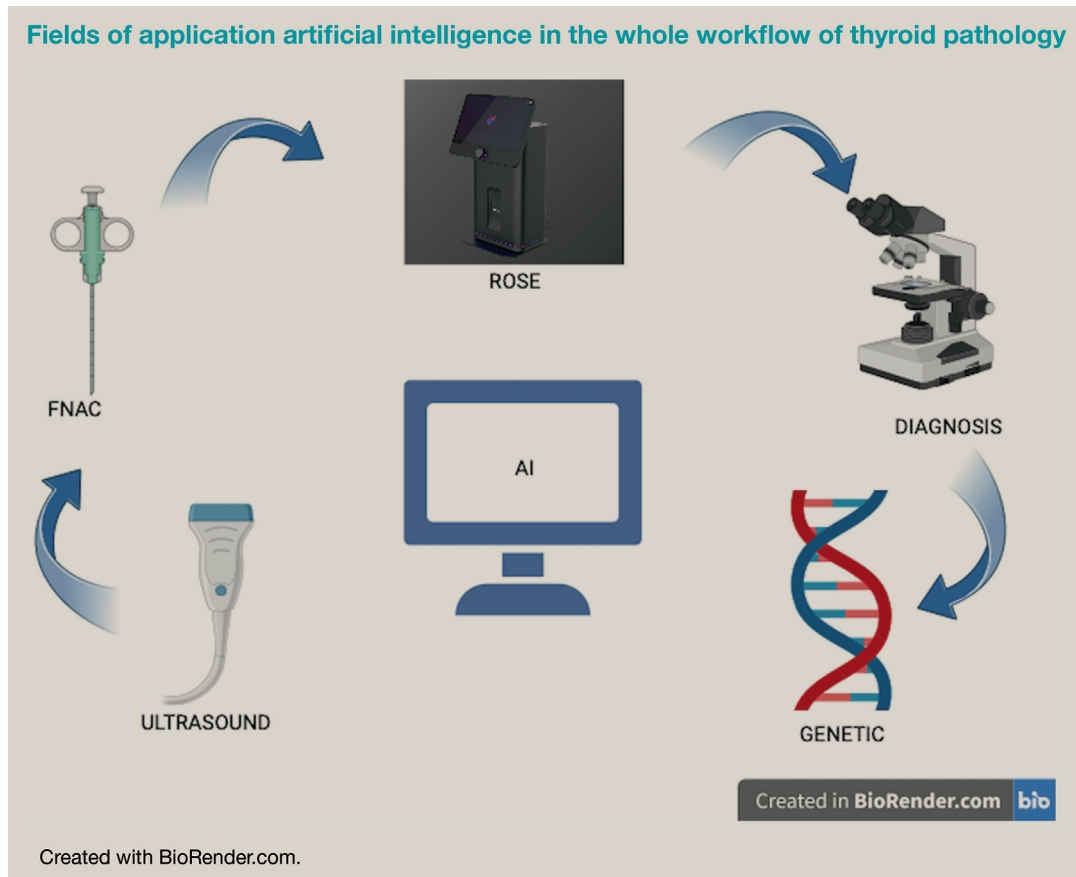 Fields of application artificial intelligence in the whole workflow of thyroid pathology
ROSE
FNAC
DIAGNOSIS
AI
ULTRASOUND
GENETIC
Created in BioRender.com bio
Created with BioRender.com.